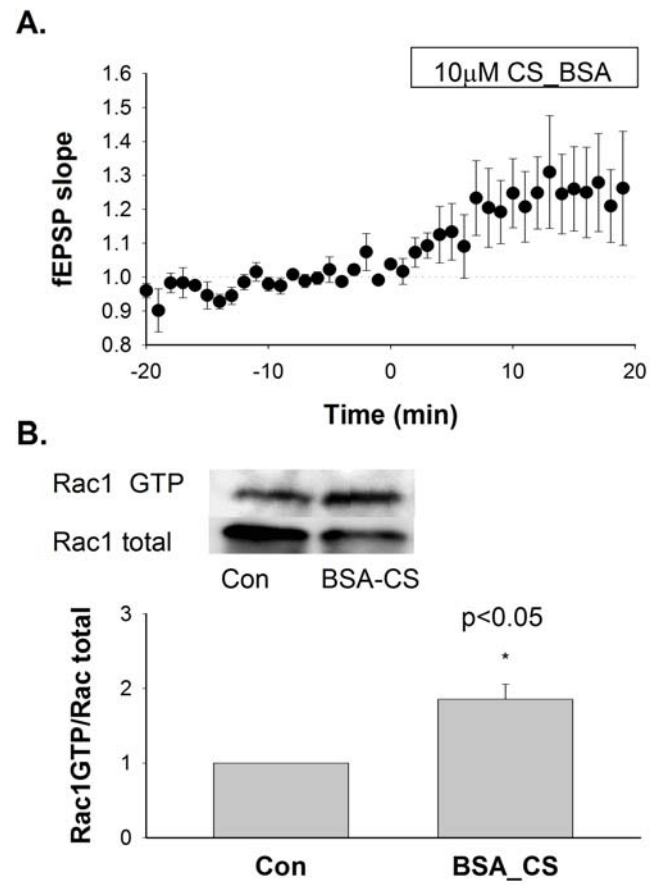 A.
10μM CS_BSA
fEPSP slope
1.6
1.5
1.4
1.3
1.2
1.1
1.0
0.9
0.8
-20
-10
0
10
20
Time (min)
B.
Rac1 GTP
Rac1 total
Con BSA-CS
Rac1GTP/Rac total
3
2
1
0
p<0.05
*
Con
BSA_CS